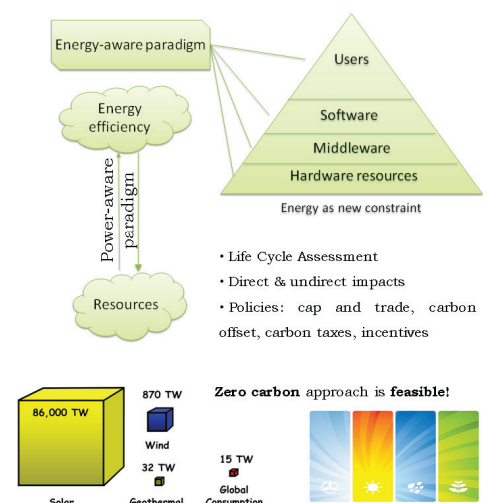 Energy-aware paradigm
Users
Software
Middleware
Hardware resources
Energy as new constraint
Energy
efficiency
Power-aware
paradigm
Resources
• Life Cycle Assessment
• Direct & undirect impacts
• Policies: cap and trade, carbon
offset, carbon taxes, incentives
Zero carbon approach is feasible!
86,000 TW
Solar
870 TW
Wind
32 TW
Geothermal
15 TW
Global
Consumption